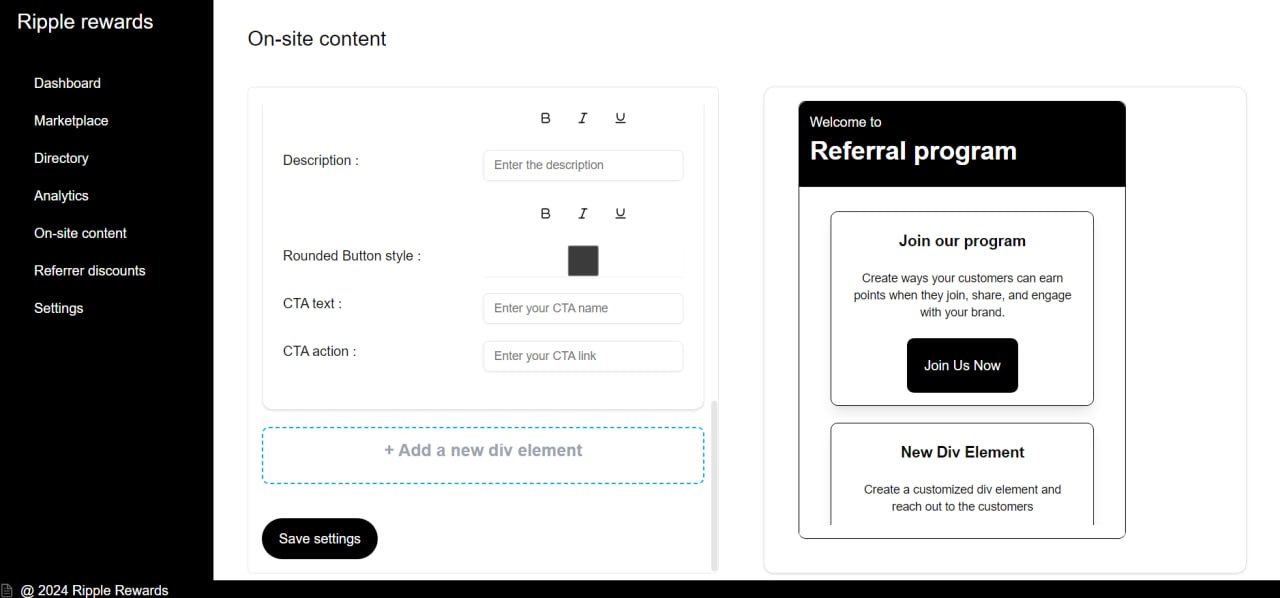 Ripple rewards
Dashboard
Marketplace
Directory
Analytics
On-site content
Referrer discounts
Settings
On-site content
B I U
Description :
Enter the description
B I U
Rounded Button style :
CTA text :
Enter your CTA name
CTA action :
Enter your CTA link
+ Add a new div element
Save settings
Welcome to
Referral program
Join our program
Create ways your customers can earn
points when they join, share, and engage
with your brand.
Join Us Now
New Div Element
Create a customized div element and
reach out to the customers
@ 2024 Ripple Rewards